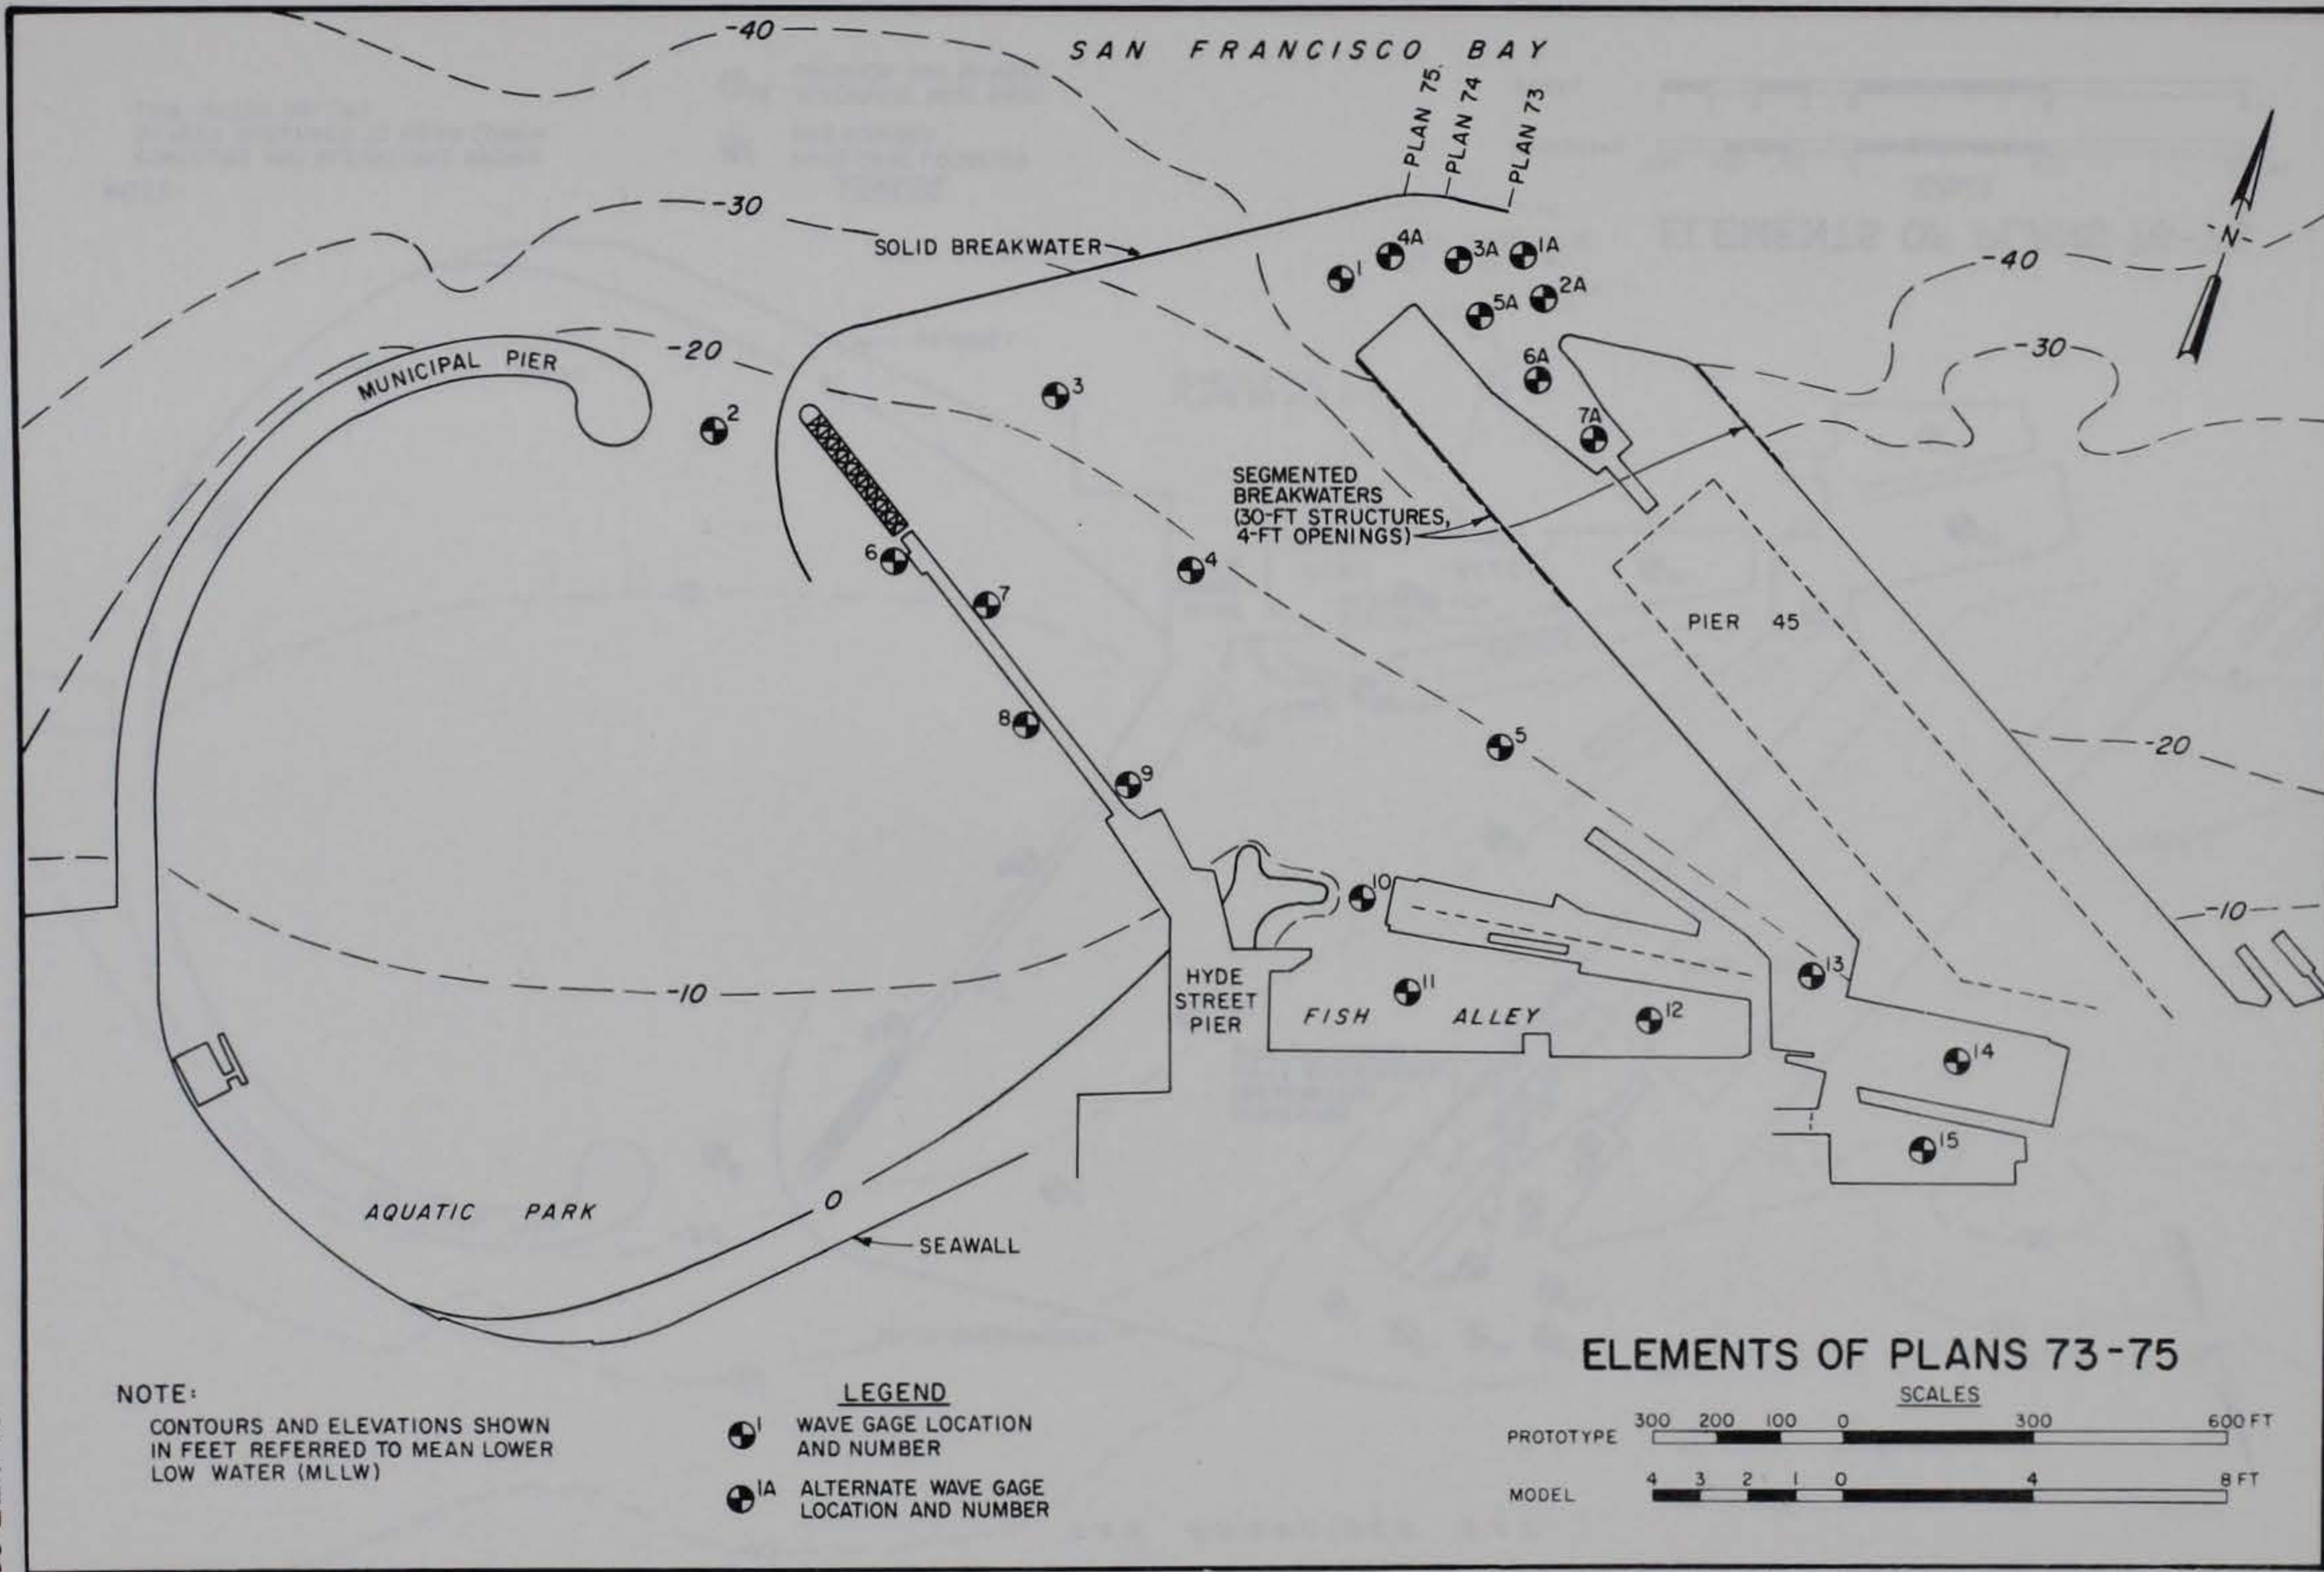 -40
SAN FRANCISCO BAY
PLAN 75
PLAN 74
PLAN 73
-30
SOLID BREAKWATER
4A
3A
1A
1
2A
5A
N
-40
-20
MUNICIPAL PIER
6A
-30
3
2
7A
SEGMENTED
BREAKWATERS
(30-FT STRUCTURES,
4-FT OPENINGS)
6
4
7
PIER 45
8
5
-20
9
10
-10
-10
HYDE
STREET
PIER
11
FISH ALLEY
12
13
14
15
AQUATIC PARK
0
SEAWALL
ELEMENTS OF PLANS 73-75
NOTE:
CONTOURS AND ELEVATIONS SHOWN
IN FEET REFERRED TO MEAN LOWER
LOW WATER (MLLW)
LEGEND
1 WAVE GAGE LOCATION
AND NUMBER
1A ALTERNATE WAVE GAGE
LOCATION AND NUMBER
SCALES
300 200 100 0 300 600 FT
PROTOTYPE
4 3 2 1 0 4 8 FT
MODEL